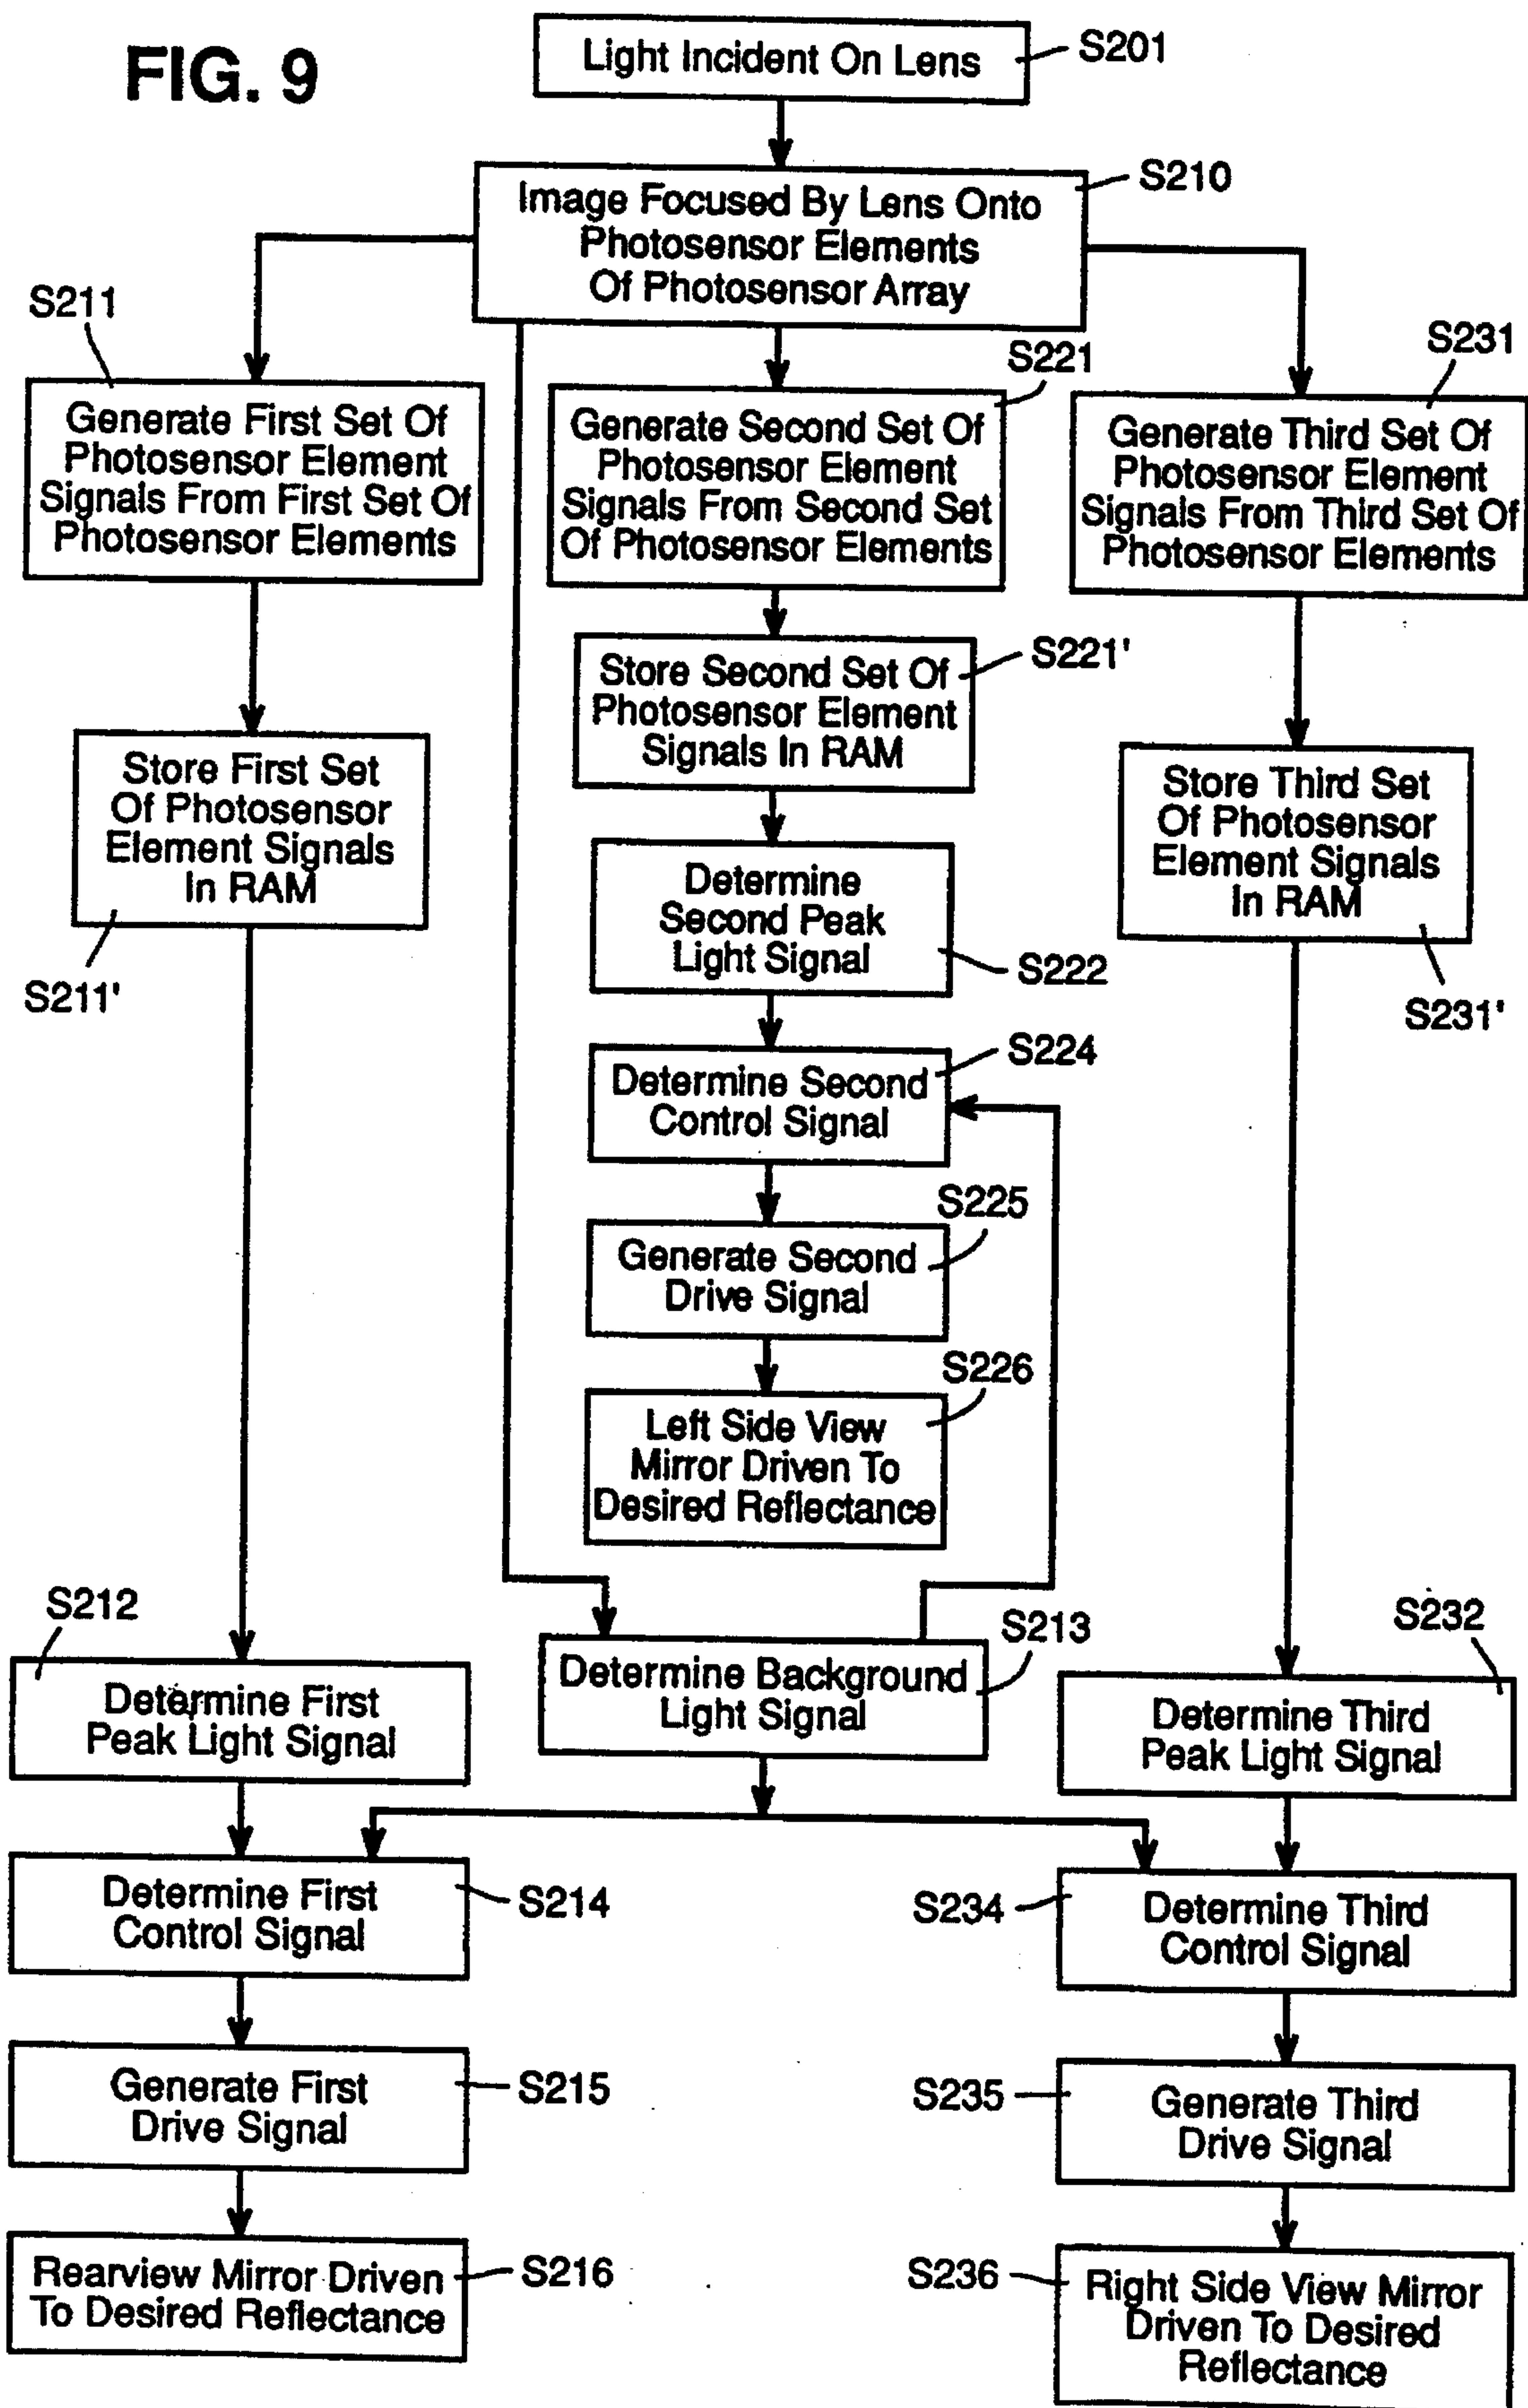 FIG. 9
Light Incident On Lens
S201
Image Focused By Lens Onto
Photosensor Elements
Of Photosensor Array
S210
S211
Generate First Set Of
Photosensor Element
Signals From First Set Of
Photosensor Elements
S221
Generate Second Set Of
Photosensor Element
Signals From Second Set
Of Photosensor Elements
S231
Generate Third Set Of
Photosensor Element
Signals From Third Set Of
Photosensor Elements
Store Second Set Of
Photosensor Element
Signals In RAM
S221'
Store First Set
Of Photosensor
Element Signals
In RAM
S211'
Store Third Set
Of Photosensor
Element Signals
In RAM
S231'
Determine
Second Peak
Light Signal
S222
Determine Second
Control Signal
S224
Generate Second
Drive Signal
S225
Left Side View
Mirror Driven To
Desired Reflectance
S226
S212
Determine First
Peak Light Signal
Determine Background
Light Signal
S213
S232
Determine Third
Peak Light Signal
Determine First
Control Signal
S214
S234
Determine Third
Control Signal
Generate First
Drive Signal
S215
S235
Generate Third
Drive Signal
Rearview Mirror Driven
To Desired Reflectance
S216
S236
Right Side View Mirror
Driven To Desired
Reflectance